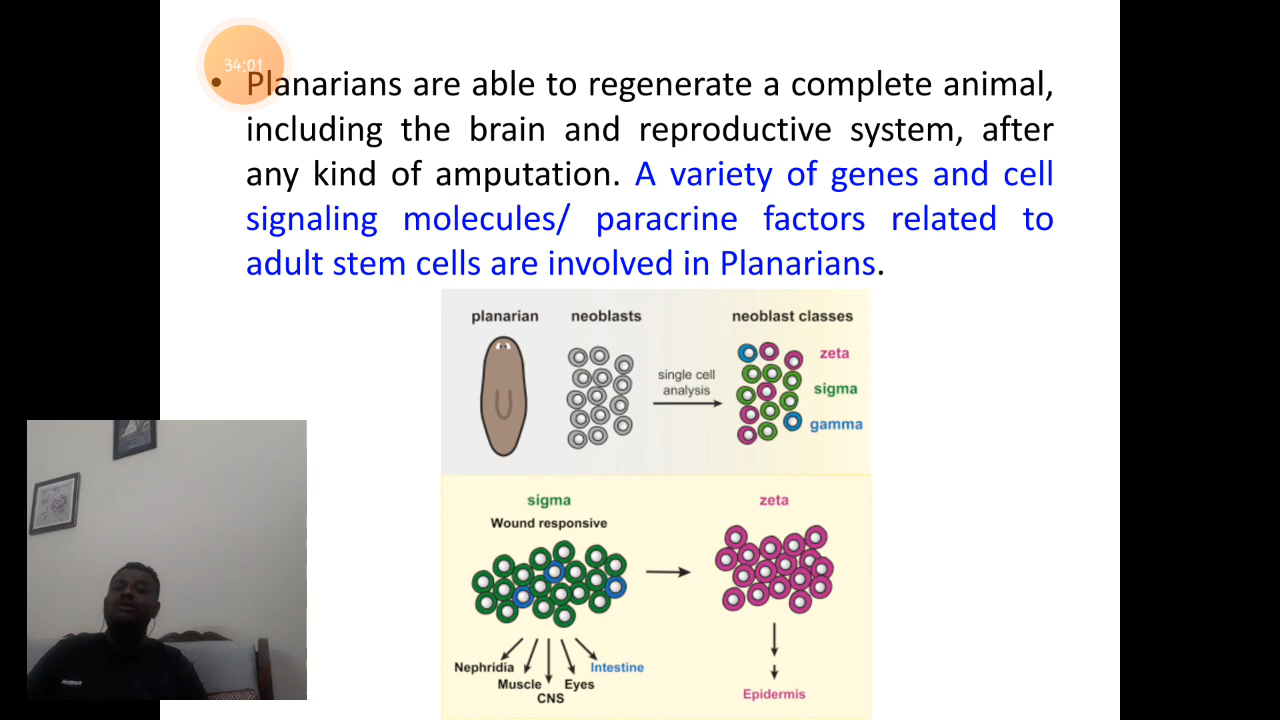 34:01
• Planarians are able to regenerate a complete animal,
including the brain and reproductive system, after
any kind of amputation. A variety of genes and cell
signaling molecules/ paracrine factors related to
adult stem cells are involved in Planarians.
planarian neoblasts neoblast classes
zeta
single cell
analysis
sigma
gamma
sigma zeta
Wound responsive
Nephridia Intestine
Muscle Eyes
CNS
Epidermis